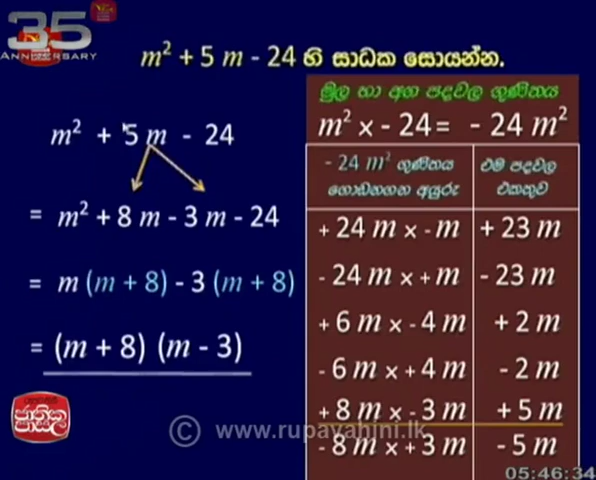 35
ANNIVERSARY
m² + 5 m - 24 හි සාධක සොයන්න.
m² + 5 m - 24
= m² + 8 m - 3 m - 24
= m (m + 8) - 3 (m + 8)
= (m + 8) (m - 3)
මුල හා අග පදවල ගුණිතය
m² x - 24 = - 24 m²
- 24 m² ගුණිතය
ගොඩනගන අයුරු
එම පදවල
එකතුව
+ 24 m x - m + 23 m
- 24 m x + m - 23 m
+ 6 m x - 4 m + 2 m
- 6 m x + 4 m - 2 m
+ 8 m x - 3 m + 5 m
- 8 m x + 3 m - 5 m
ජාතික
පාසල
© www.rupavahini.lk
05:46:34